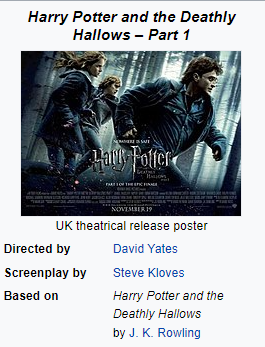 Harry Potter and the Deathly
Hallows – Part 1
NOWHERE IS SAFE
Harry Potter
AND THE
DEATHLY HALLOWS
PART 1
PART 1 OF THE EPIC FINALE
NOVEMBER 19
UK theatrical release poster
Directed by David Yates
Screenplay by Steve Kloves
Based on Harry Potter and the
Deathly Hallows
by J. K. Rowling